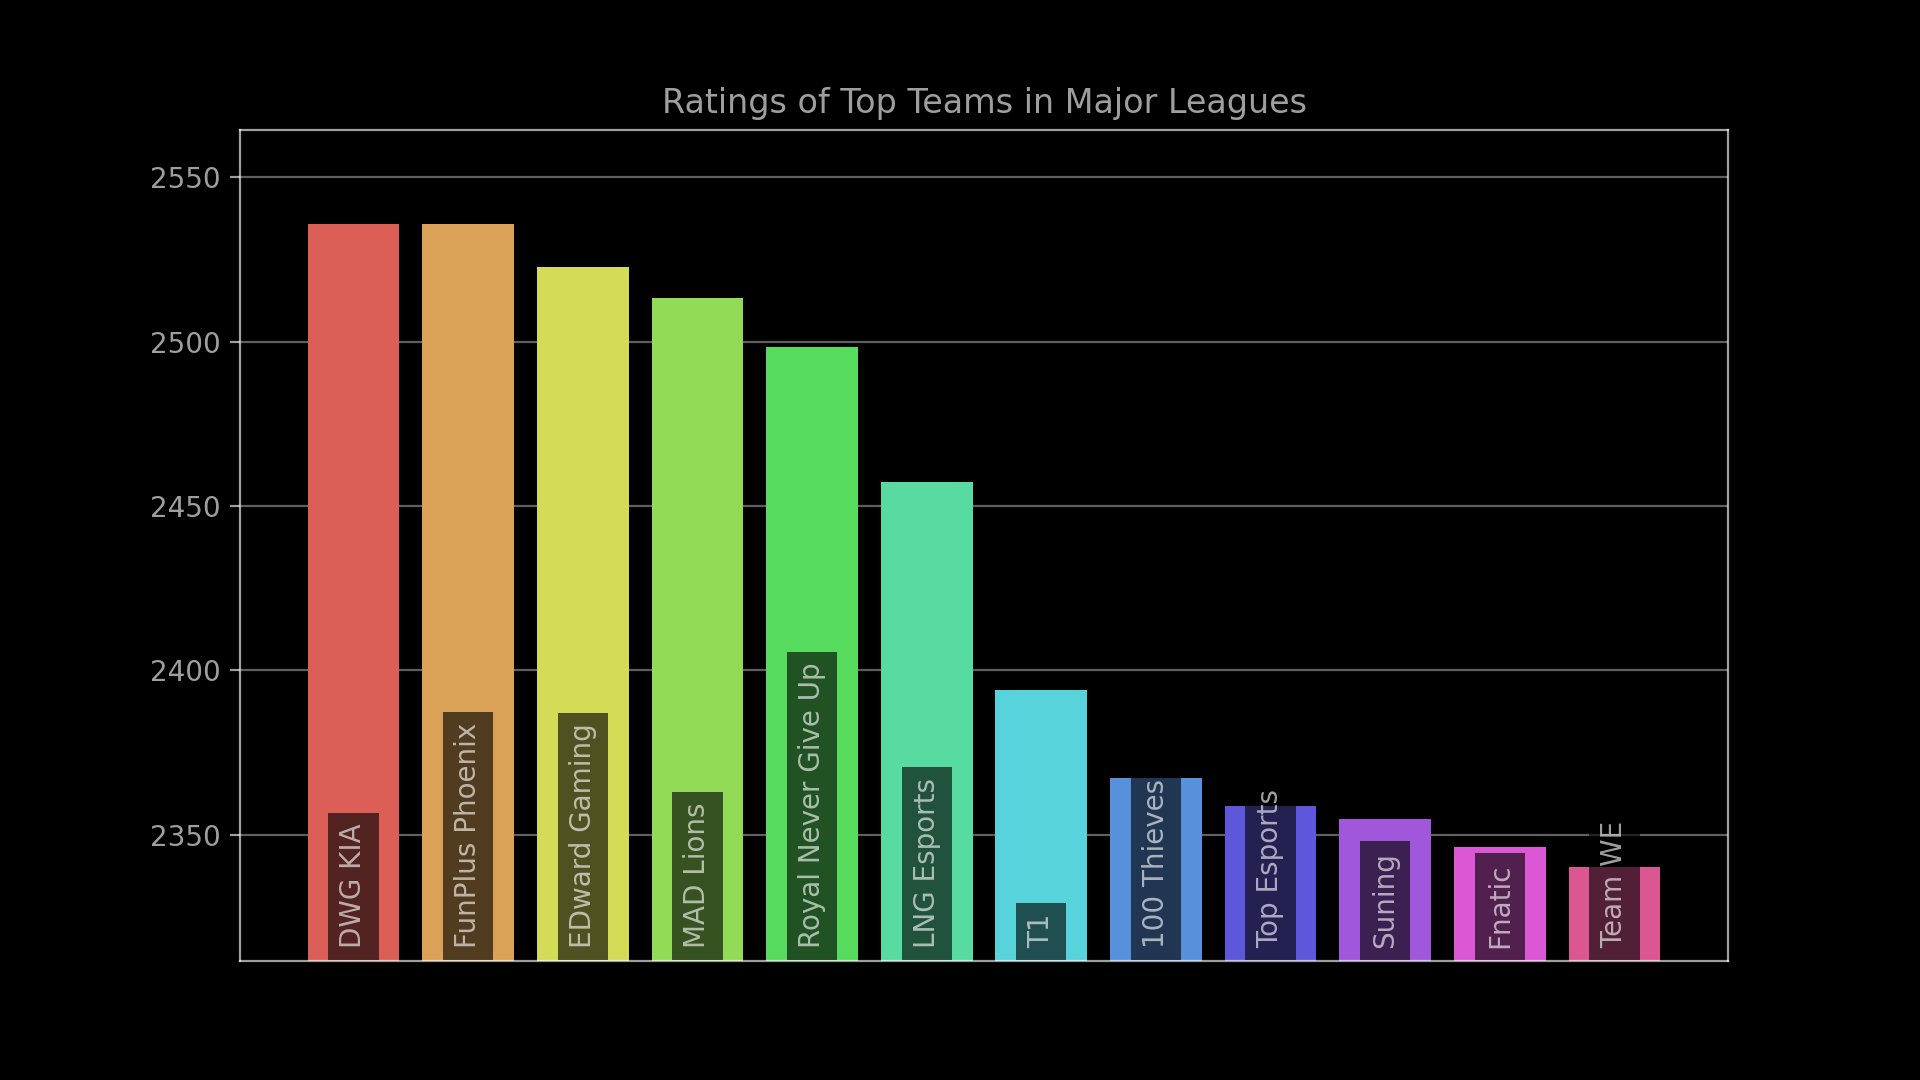 Ratings of Top Teams in Major Leagues
2550
2500
2450
2400
2350
DWG KIA
FunPlus Phoenix
EDward Gaming
MAD Lions
Royal Never Give Up
LNG Esports
T1
100 Thieves
Top Esports
Suning
Fnatic
Team WE